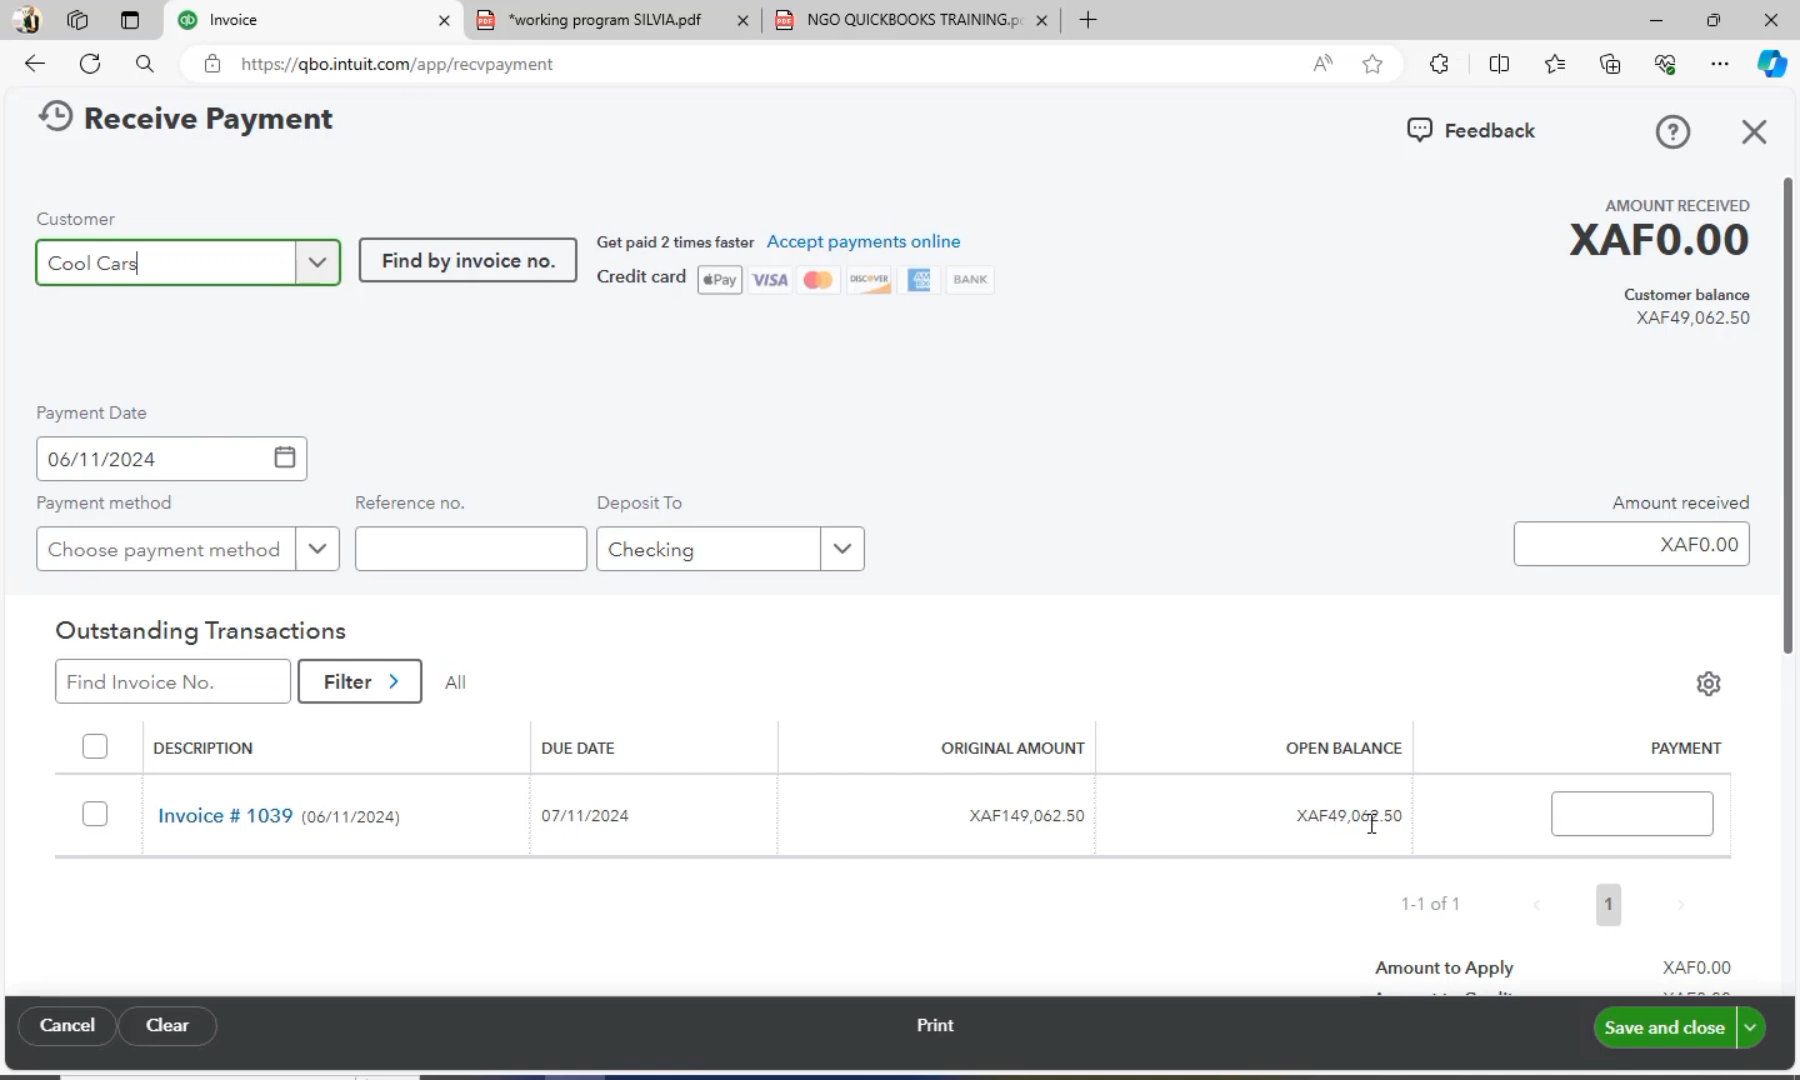 Invoice
*working program SILVIA.pdf
NGO QUICKBOOKS TRAINING.p
https://qbo.intuit.com/app/recvpayment
Receive Payment
Feedback
Customer
Cool Cars
Find by invoice no.
Get paid 2 times faster Accept payments online
Credit card Pay VISA DISCOVER AM EX BANK
AMOUNT RECEIVED
XAF0.00
Customer balance
XAF49,062.50
Payment Date
06/11/2024
Payment method
Reference no.
Deposit To
Amount received
Choose payment method
Checking
XAF0.00
Outstanding Transactions
Find Invoice No.
Filter
All
DESCRIPTION DUE DATE ORIGINAL AMOUNT OPEN BALANCE PAYMENT
Invoice # 1039 (06/11/2024) 07/11/2024 XAF149,062.50 XAF49,062.50
1-1 of 1 < 1 >
Amount to Apply XAF0.00
Cancel
Clear
Print
Save and close